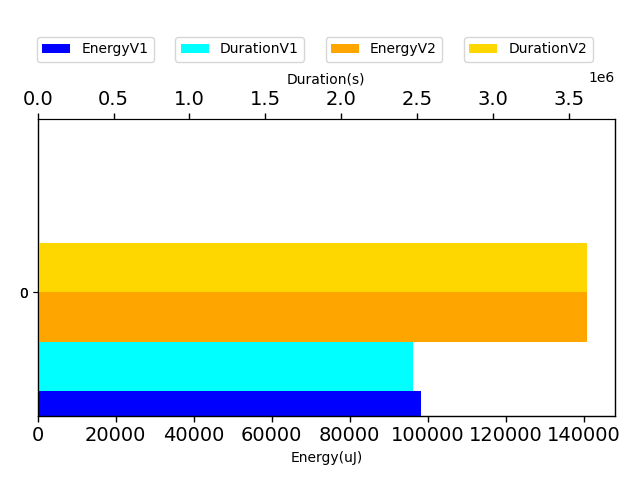 EnergyV1 DurationV1 EnergyV2 DurationV2
Duration(s) 1e6
0.0 0.5 1.0 1.5 2.0 2.5 3.0 3.5
0
0 20000 40000 60000 80000 100000 120000 140000
Energy(uJ)